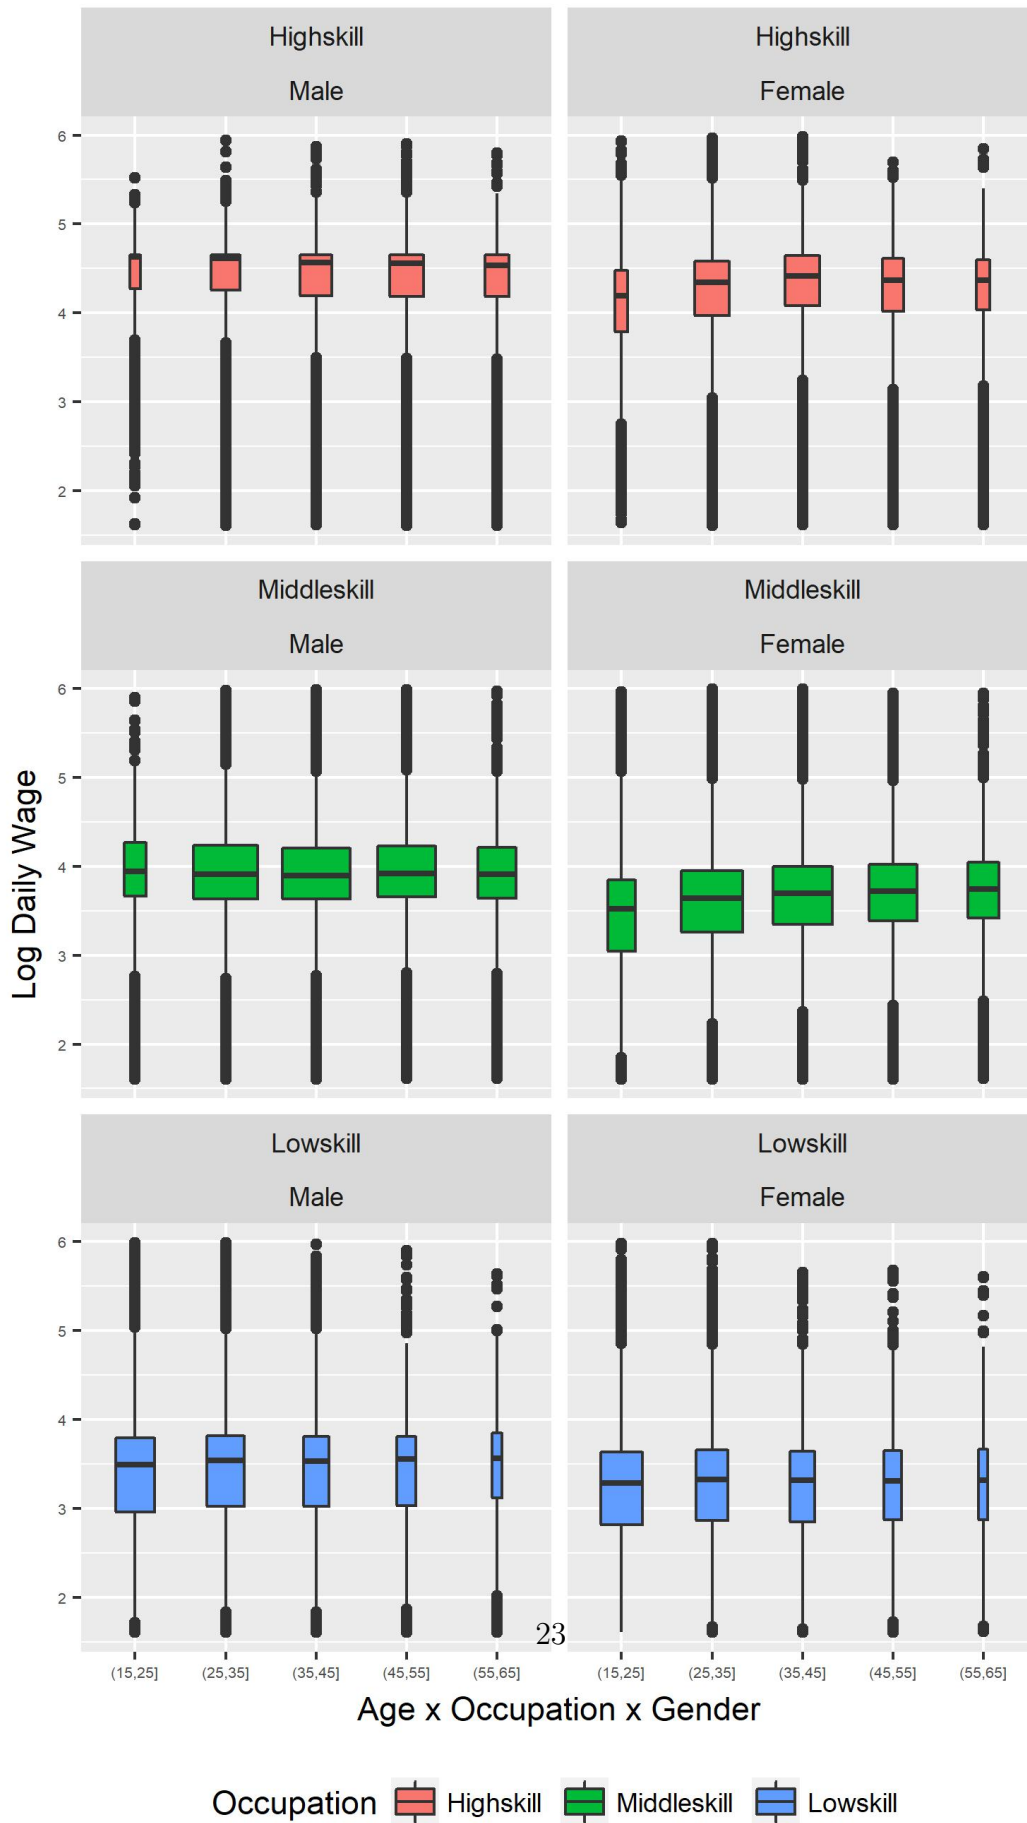 Highskill Highskill
Male Female
6
5
4
3
2
Middleskill Middleskill
Male Female
6
5
4
3
2
Log Daily Wage
Lowskill Lowskill
Male Female
6
5
4
3
2
23
(15,25] (25,35] (35,45] (45,55] (55,65] (15,25] (25,35] (35,45] (45,55] (55,65]
Age x Occupation x Gender
Occupation Highskill Middleskill Lowskill